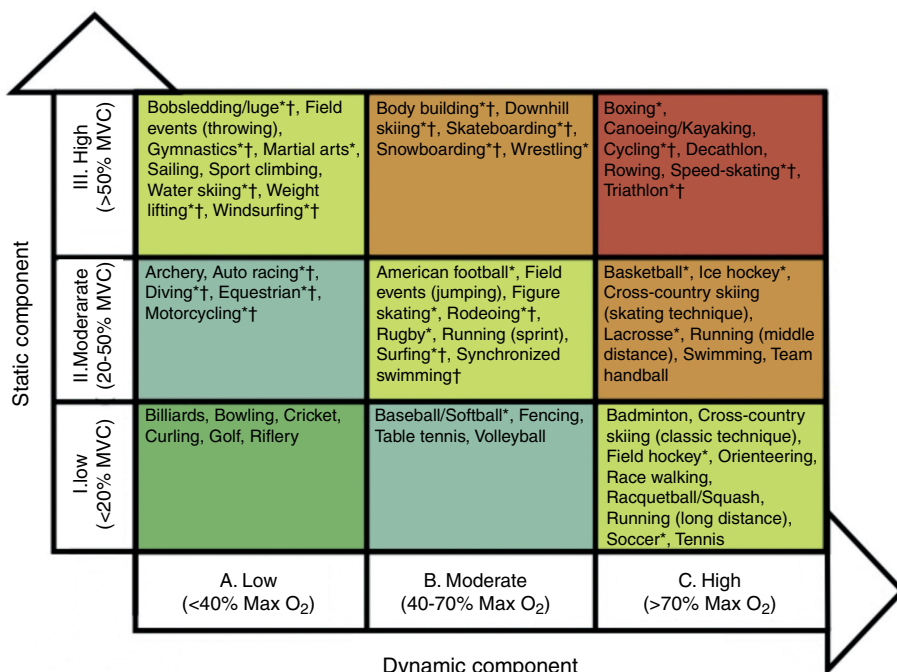 Static component
III. High
(>50% MVC)
Bobsledding/luge*†, Field
events (throwing),
Gymnastics*†, Martial arts*,
Sailing, Sport climbing,
Water skiing*†, Weight
lifting*†, Windsurfing*†
Body building*†, Downhill
skiing*†, Skateboarding*†,
Snowboarding*†, Wrestling*
Boxing*,
Canoeing/Kayaking,
Cycling*†, Decathlon,
Rowing, Speed-skating*†,
Triathlon*†
II.Moderarate
(20-50% MVC)
Archery, Auto racing*†,
Diving*†, Equestrian*†,
Motorcycling*†
American football*, Field
events (jumping), Figure
skating*, Rodeoing*†,
Rugby*, Running (sprint),
Surfing*†, Synchronized
swimming†
Basketball*, Ice hockey*,
Cross-country skiing
(skating technique),
Lacrosse*, Running (middle
distance), Swimming, Team
handball
I.low
(<20% MVC)
Billiards, Bowling, Cricket,
Curling, Golf, Riflery
Baseball/Softball*, Fencing,
Table tennis, Volleyball
Badminton, Cross-country
skiing (classic technique),
Field hockey*, Orienteering,
Race walking,
Racquetball/Squash,
Running (long distance),
Soccer*, Tennis
A. Low
(<40% Max O₂)
B. Moderate
(40-70% Max O₂)
C. High
(>70% Max O₂)
Dynamic component